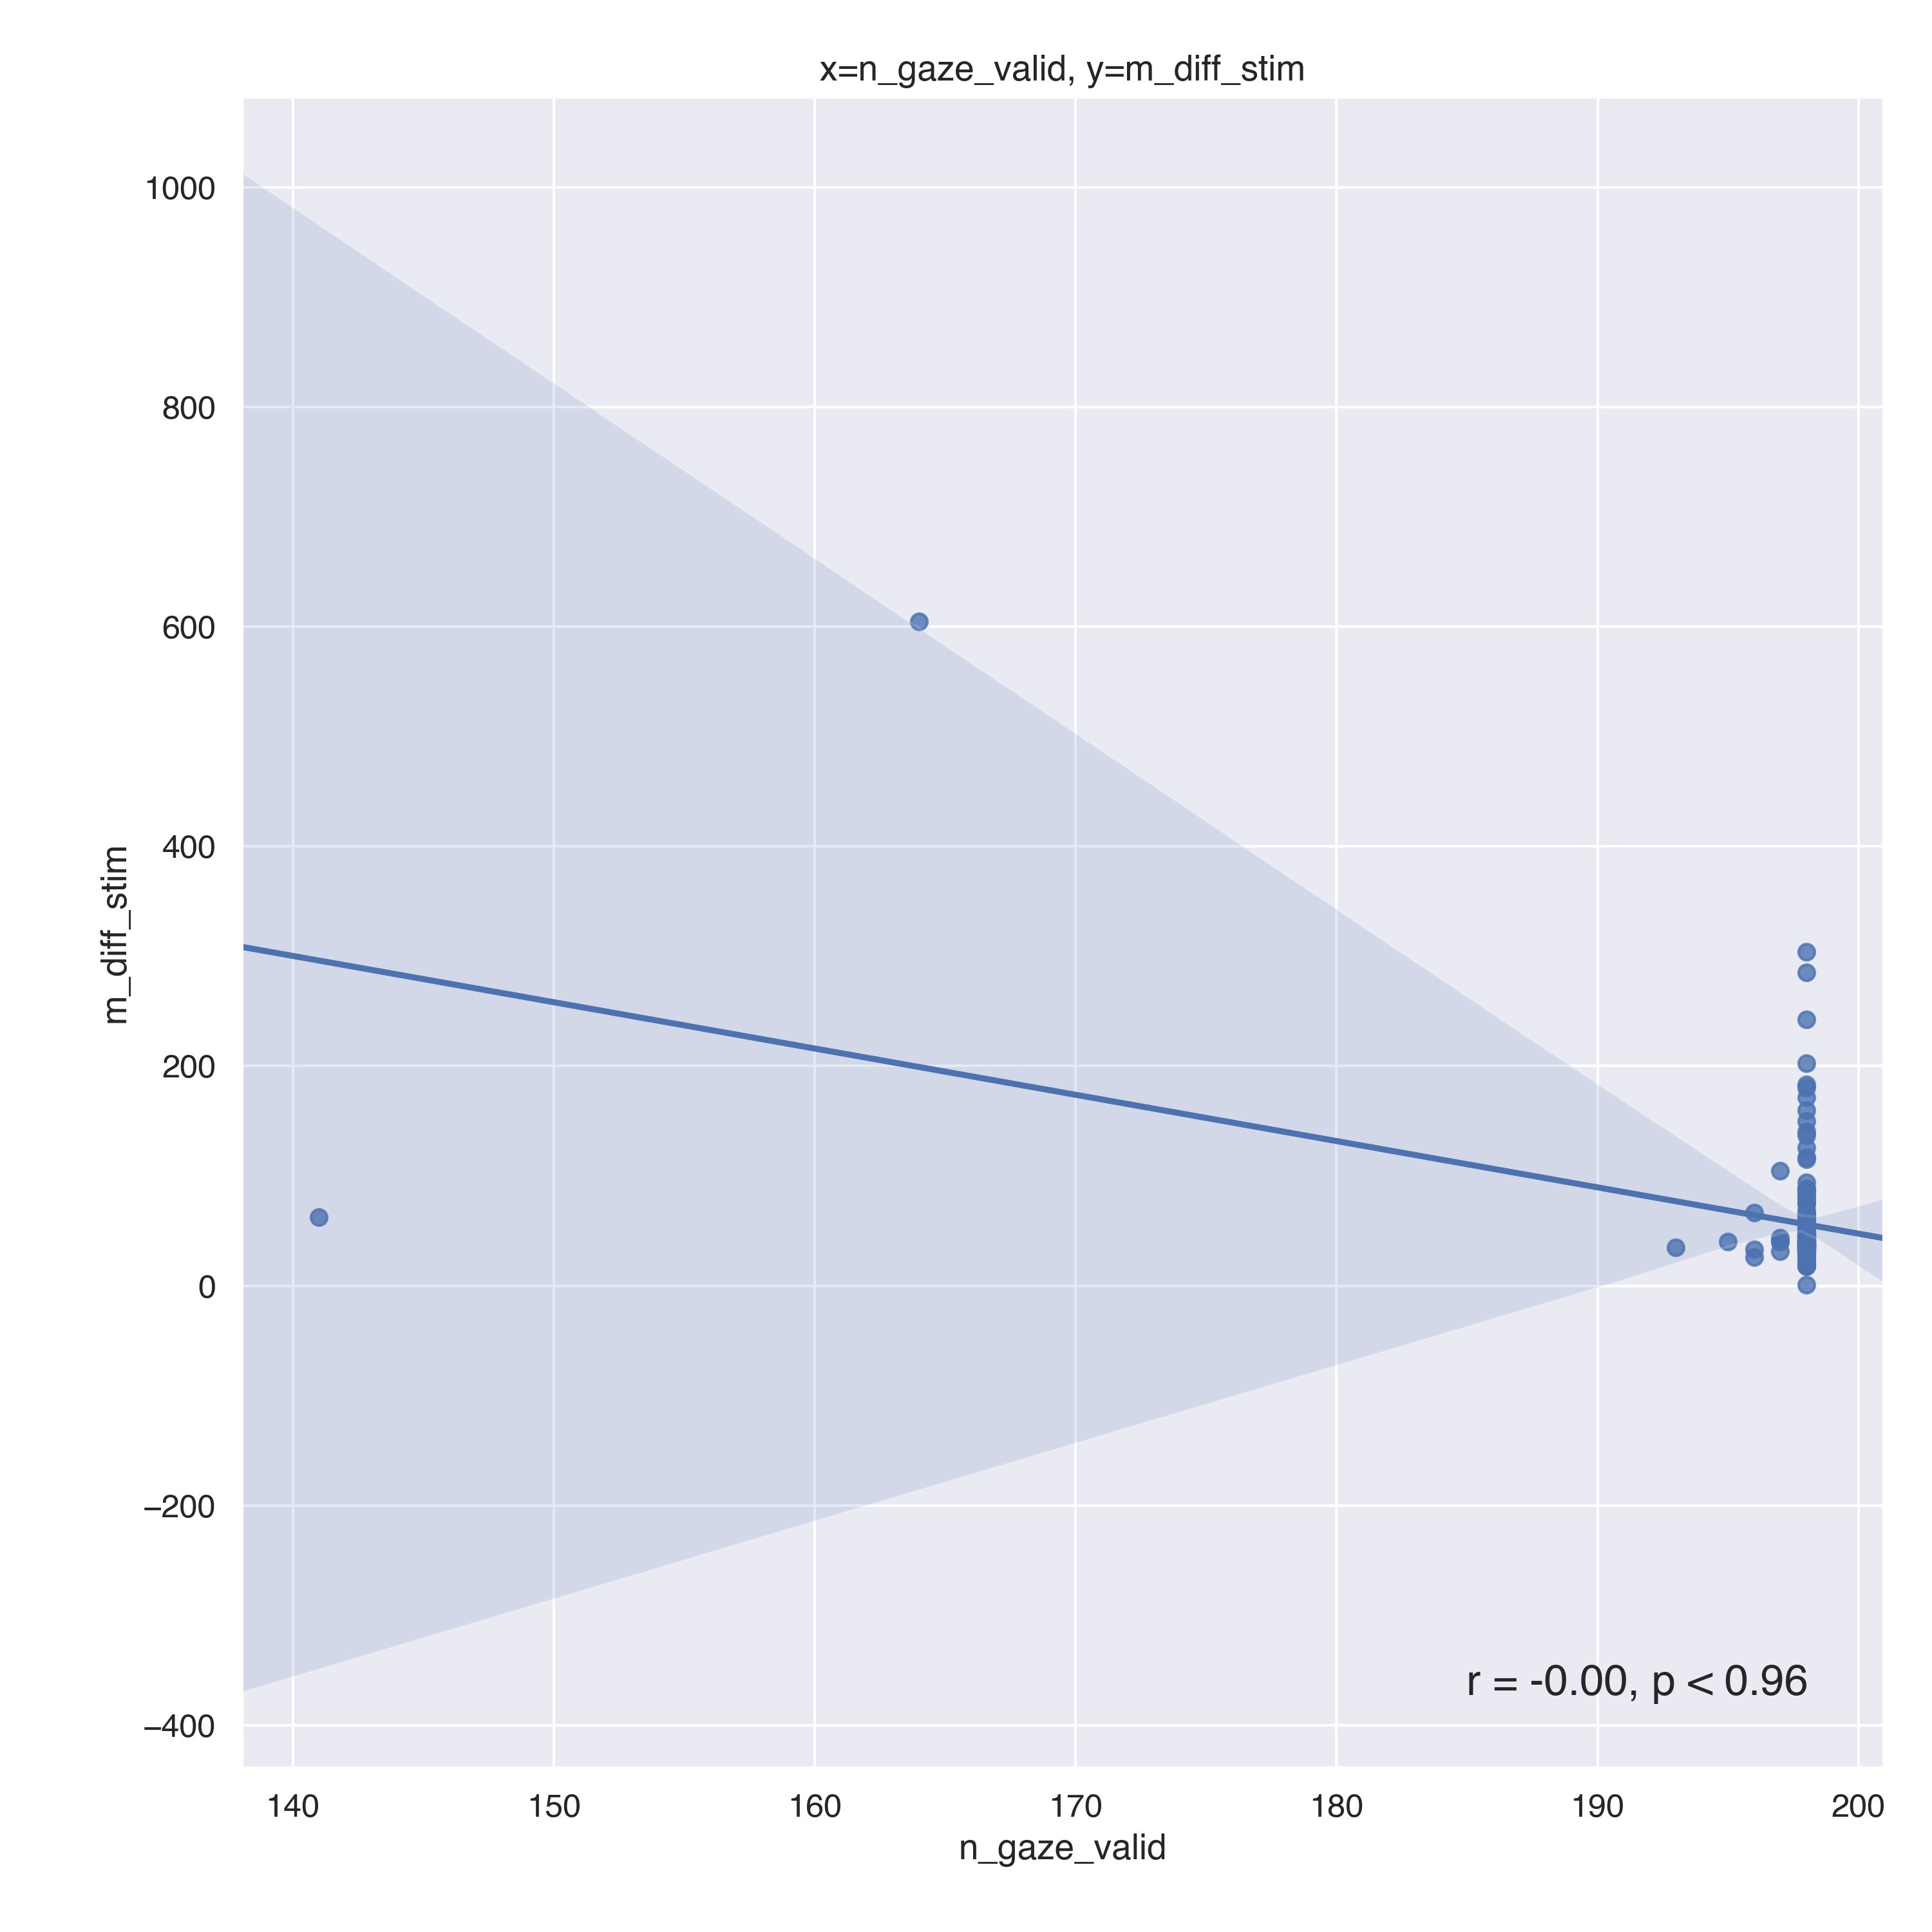 x=n_gaze_valid, y=m_diff_stim
1000
800
600
400
200
0
−200
−400
m_diff_stim
r = -0.00, p < 0.96
140 150 160 170 180 190 200
n_gaze_valid